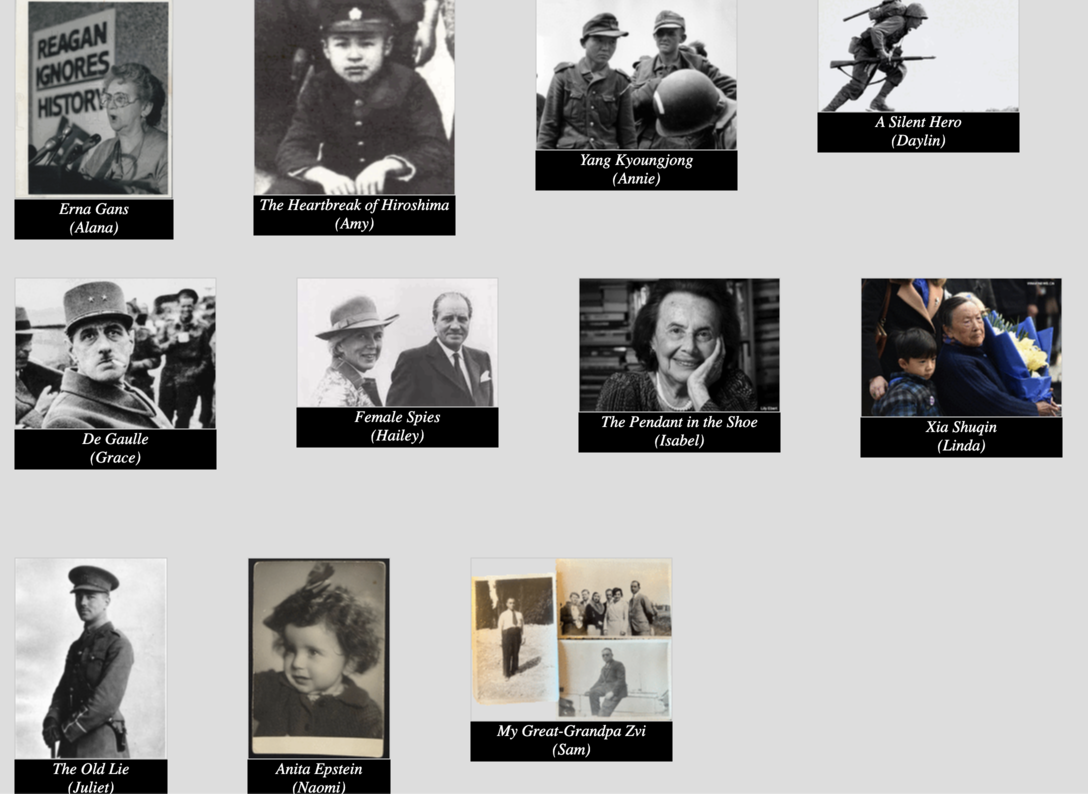 REAGAN
IGNORES
HISTORY
Erna Gans
(Alana)
The Heartbreak of Hiroshima
(Amy)
Yang Kyoungjong
(Annie)
A Silent Hero
(Daylin)
De Gaulle
(Grace)
Female Spies
(Hailey)
The Pendant in the Shoe
(Isabel)
Xia Shuqin
(Linda)
The Old Lie
(Juliet)
Anita Epstein
(Naomi)
My Great-Grandpa Zvi
(Sam)